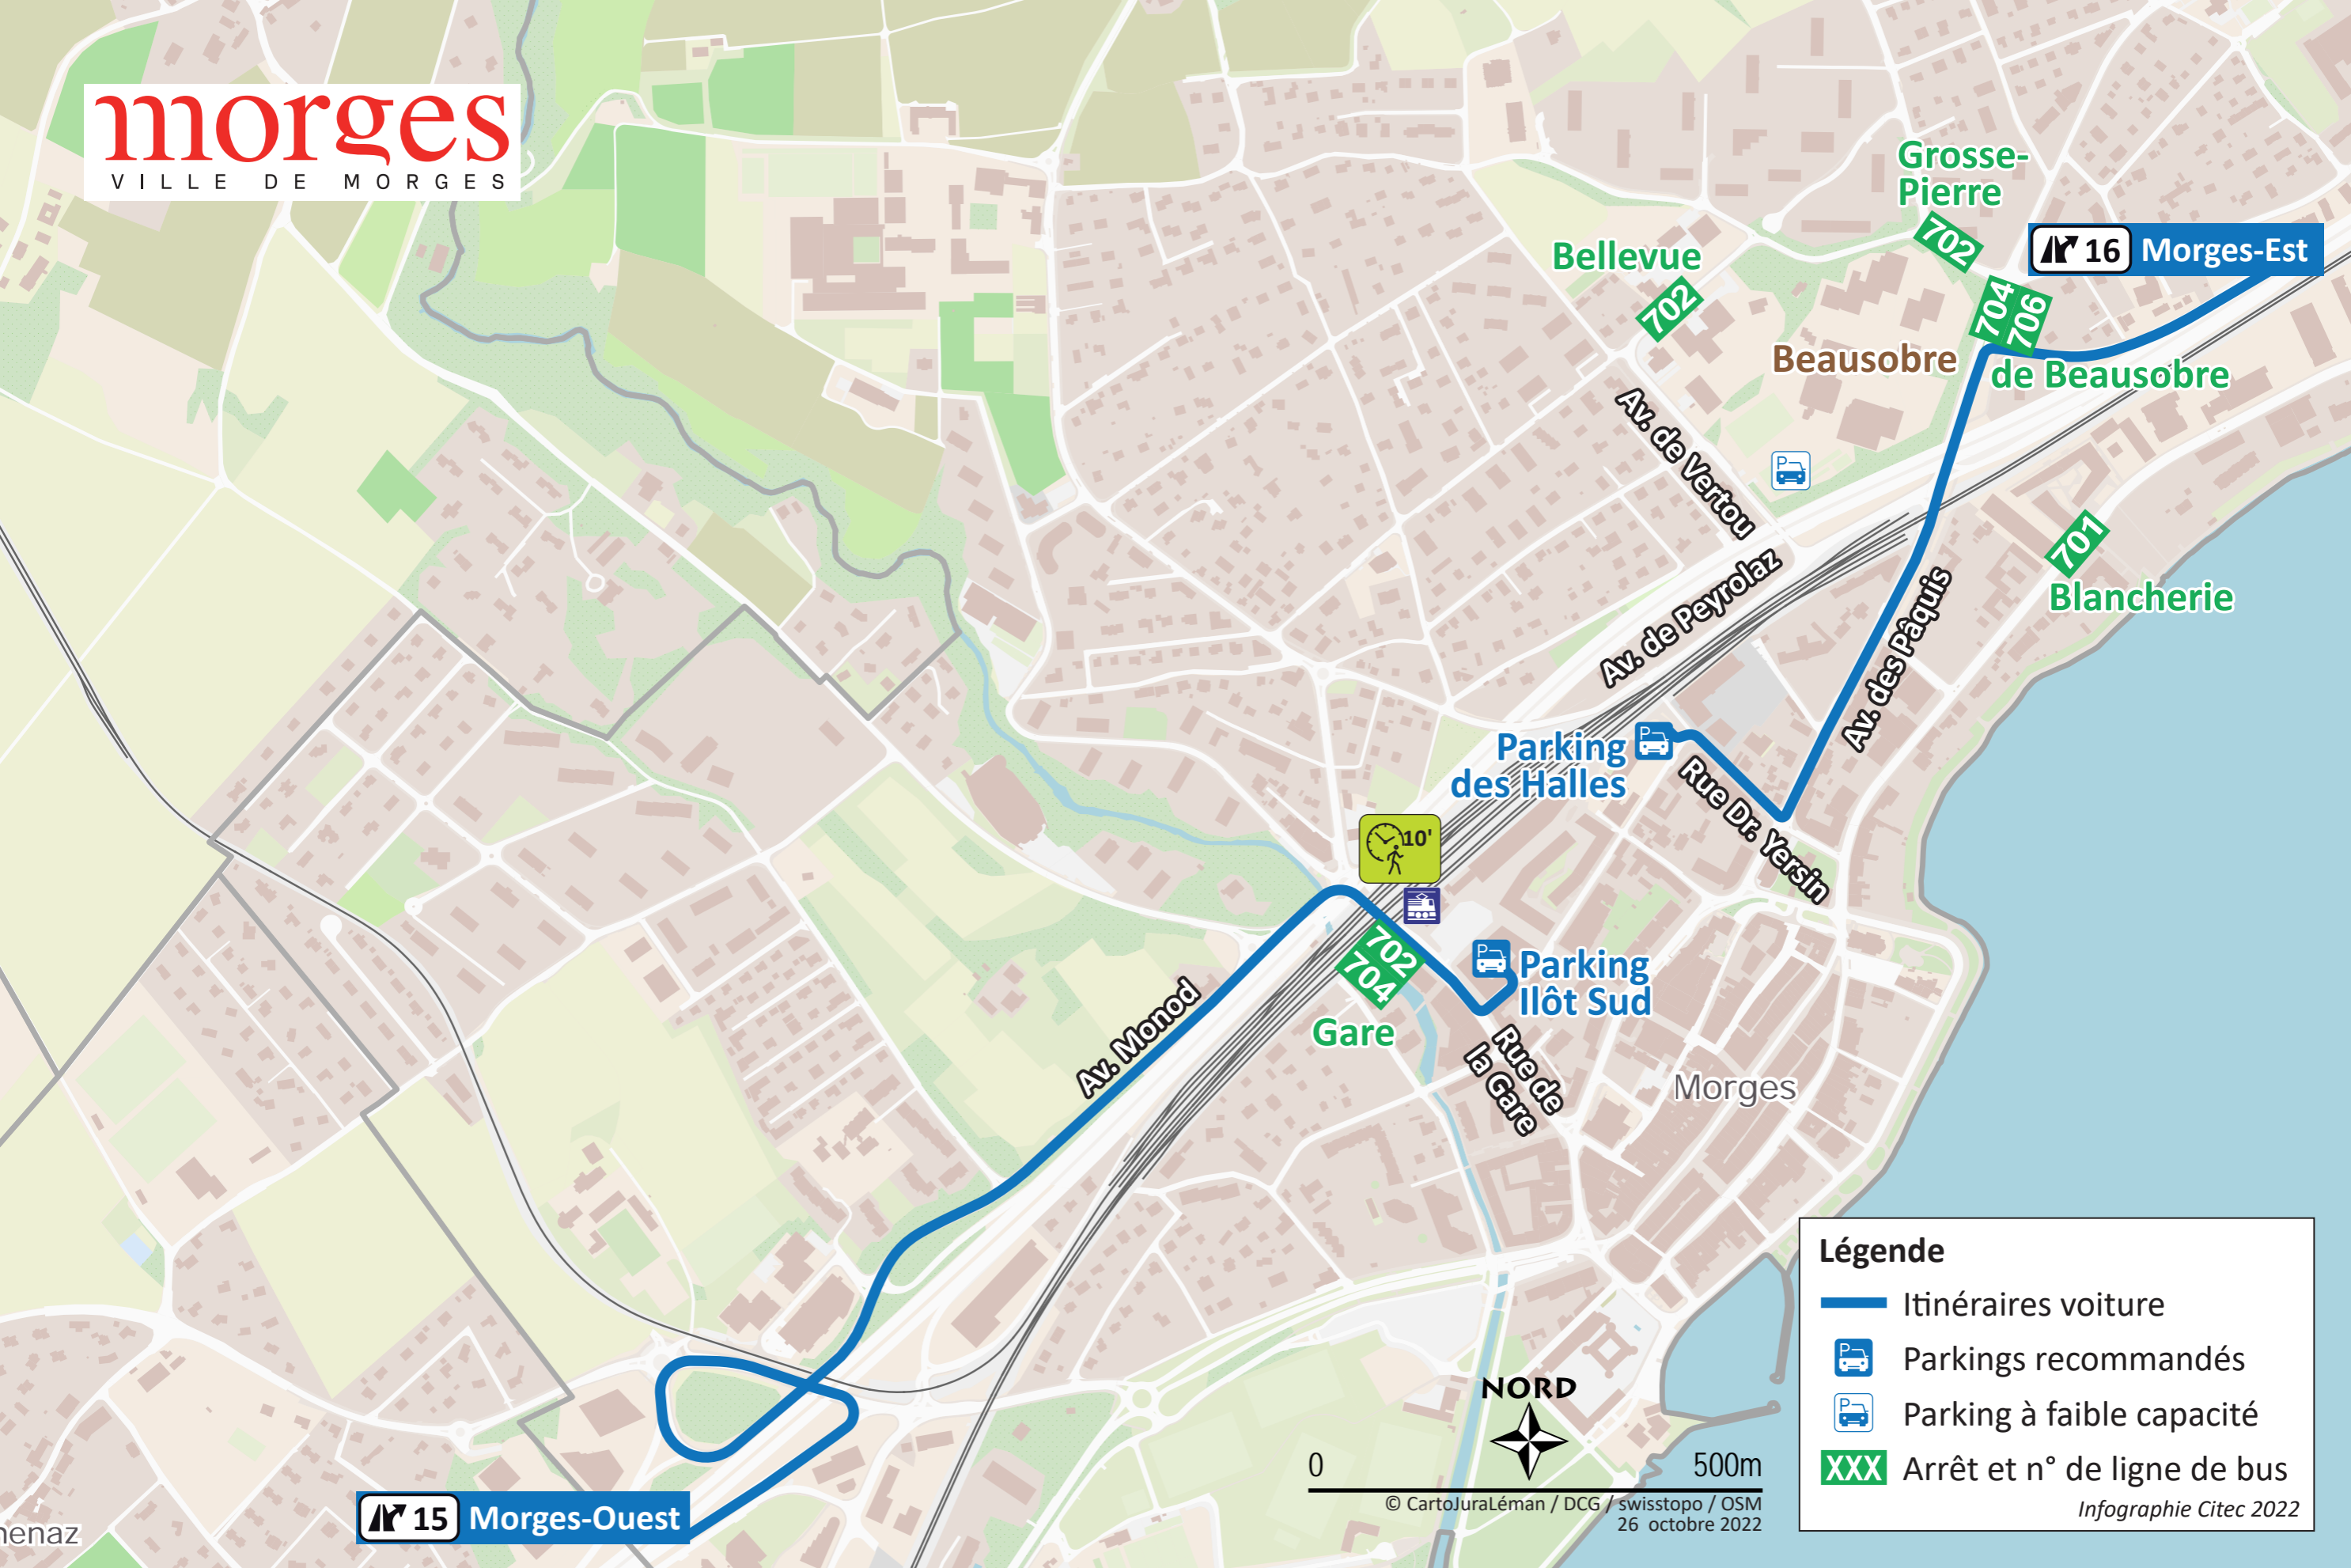 morges
VILLE DE MORGES
Grosse-
Pierre
702
16 Morges-Est
Bellevue
702
704
706
Beausobre
de Beausobre
Av. de Vertou
P
701
Blancherie
Av. de Peyrolaz
Av. des Pâquis
Parking
des Halles
P
Rue Dr. Yersin
10'
702
704
Gare
P
Parking
Ilôt Sud
Av. Monod
Rue de
la Gare
Morges
15 Morges-Ouest
henaz
NORD
0 500m
© CartoJuraLéman / DCG / swisstopo / OSM
26 octobre 2022
Légende
Itinéraires voiture
P Parkings recommandés
P Parking à faible capacité
XXX Arrêt et n° de ligne de bus
Infographie Citec 2022